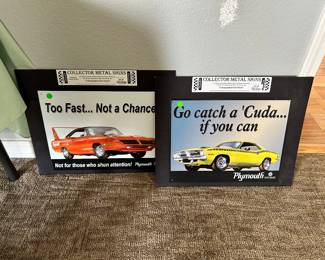 COLLECTOR METAL SIGNS
Too Fast... Not a Chance
Not for those who shun attention! Plymouth
COLLECTOR METAL SIGNS
Go catch a 'Cuda...
if you can
Plymouth